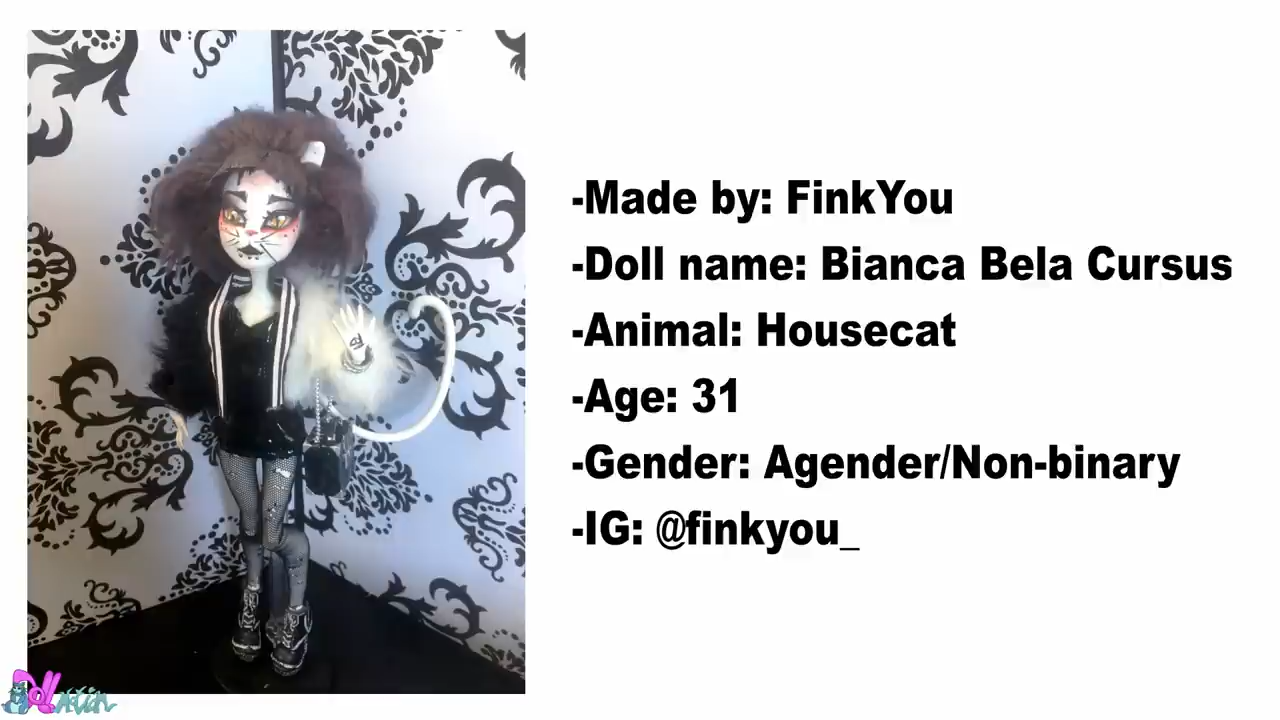 -Made by: FinkYou
-Doll name: Bianca Bela Cursus
-Animal: Housecat
-Age: 31
-Gender: Agender/Non-binary
-IG: @finkyou_